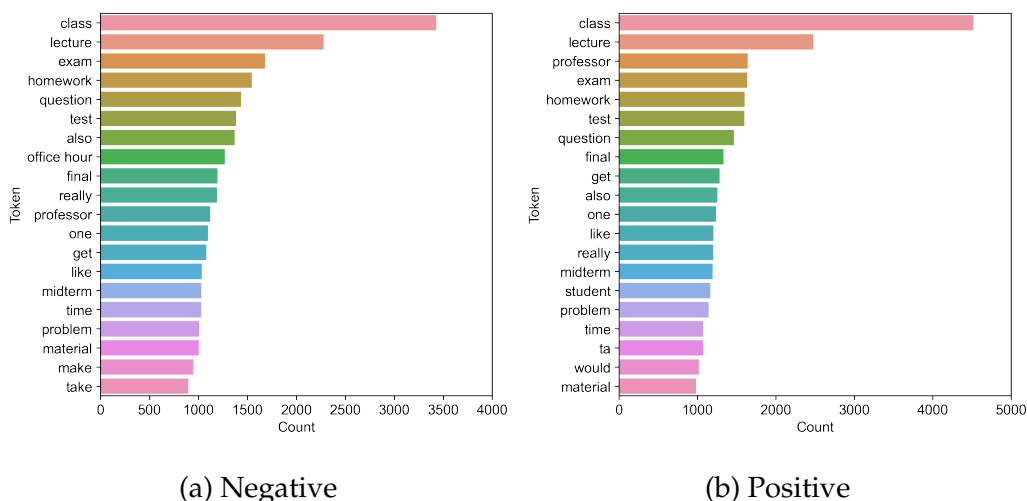 class
lecture
exam
homework
question
test
also
office hour
final
really
professor
one
get
like
midterm
time
problem
material
make
take
Token
0 500 1000 1500 2000 2500 3000 3500 4000
Count
(a) Negative
class
lecture
professor
exam
homework
test
question
final
get
also
one
like
really
midterm
student
problem
time
ta
would
material
Token
0 1000 2000 3000 4000 5000
Count
(b) Positive